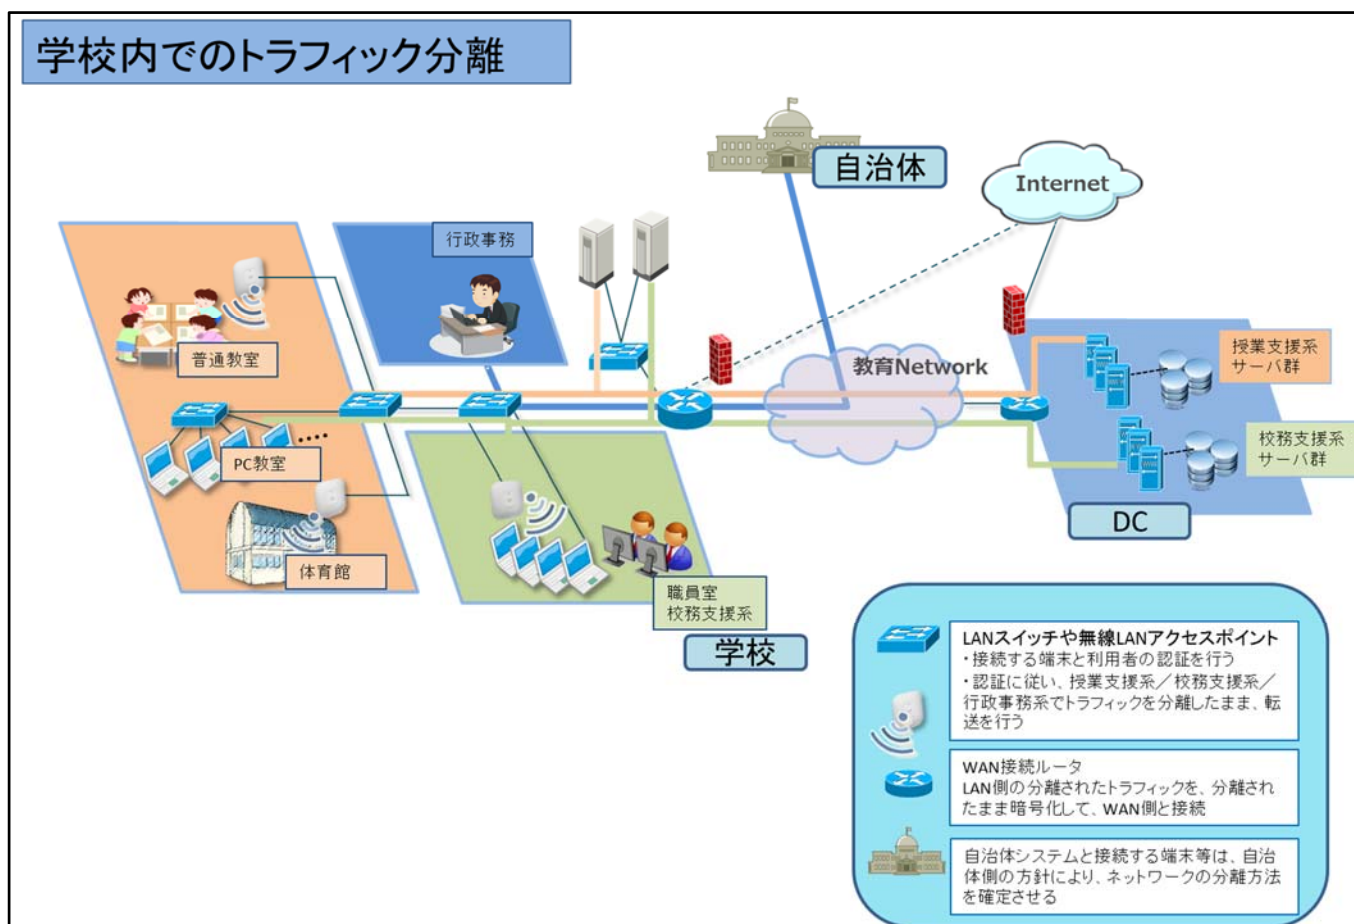 学校内でのトラフィック分離
自治体
Internet
行政事務
普通教室
教育Network
授業支援系
サーバ群
校務支援系
サーバ群
PC教室
DC
体育館
職員室
校務支援系
学校
LANスイッチや無線LANアクセスポイント
・接続する端末と利用者の認証を行う
・認証に従い、授業支援系／校務支援系／
行政事務系でトラフィックを分離したまま、転
送を行う
WAN接続ルータ
LAN側の分離されたトラフィックを、分離され
たまま暗号化して、WAN側と接続
自治体システムと接続する端末等は、自治
体側の方針により、ネットワークの分離方法
を確定させる